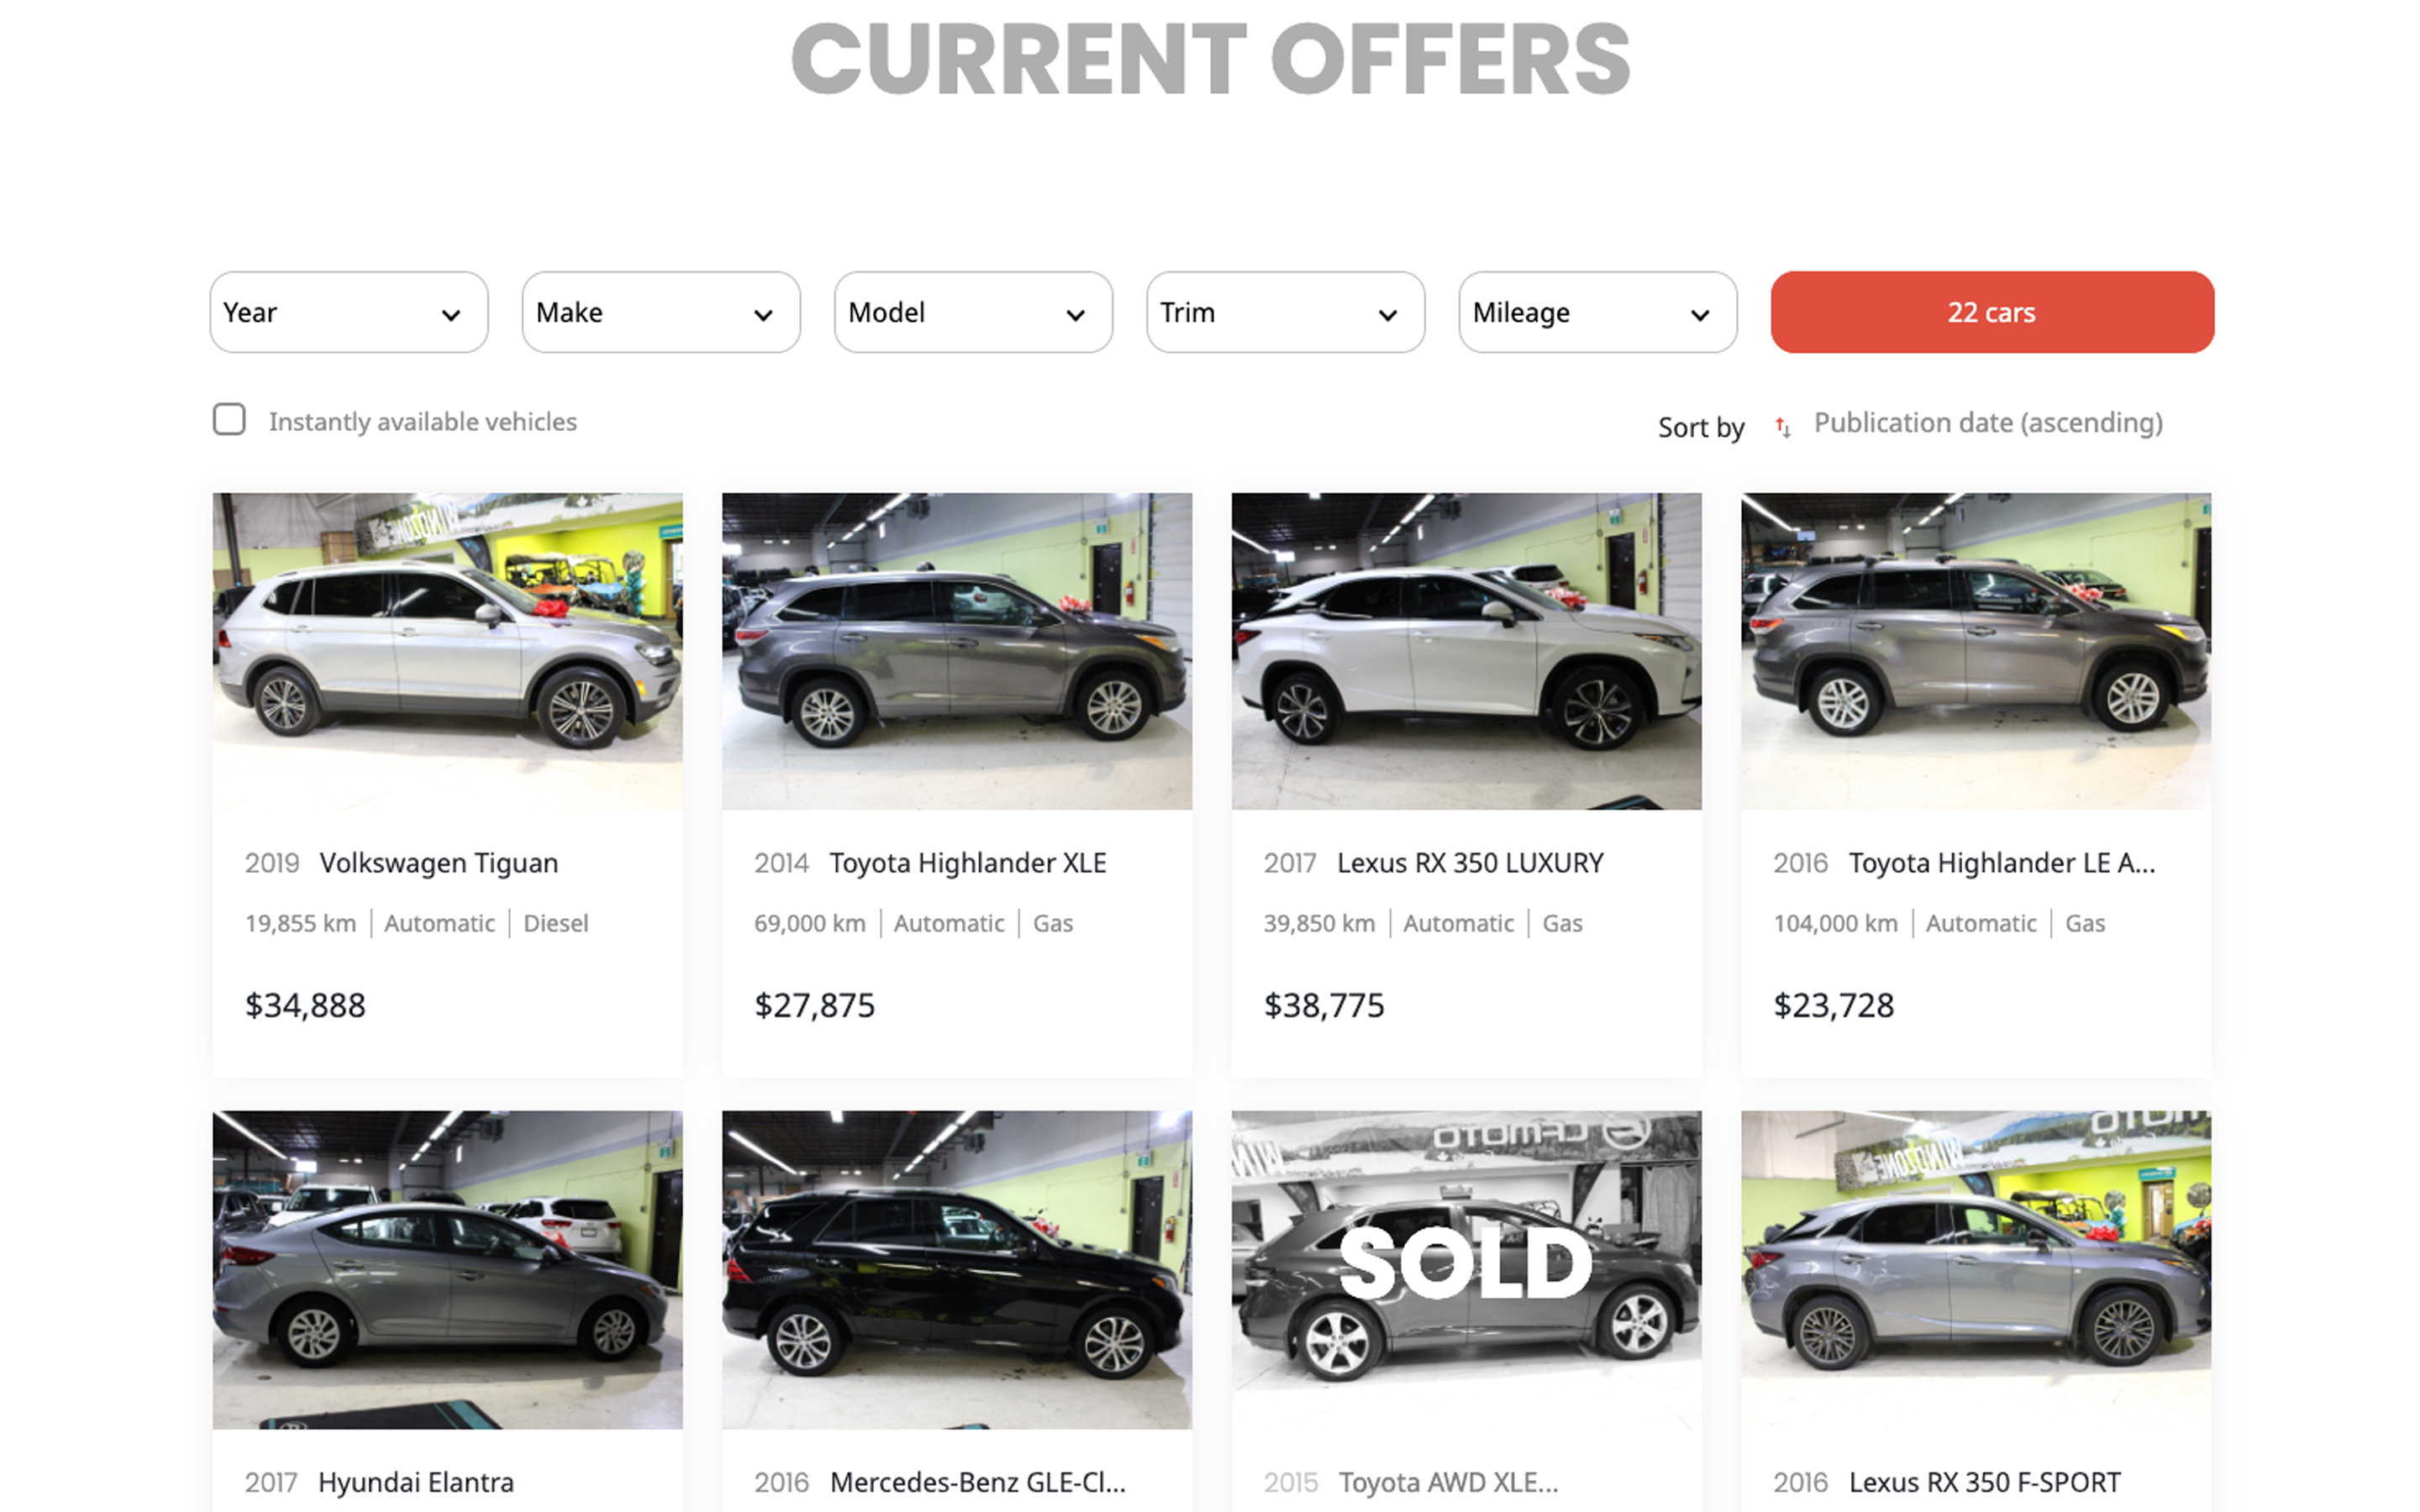 CURRENT OFFERS
Year Make Model Trim Mileage 22 cars
Instantly available vehicles Sort by Publication date (ascending)
WINDZONE
2019 Volkswagen Tiguan
19,855 km Automatic Diesel
$34,888
2014 Toyota Highlander XLE
69,000 km Automatic Gas
$27,875
2017 Lexus RX 350 LUXURY
39,850 km Automatic Gas
$38,775
2016 Toyota Highlander LE A...
104,000 km Automatic Gas
$23,728
CFMOTO
SOLD
WINDZONE
2017 Hyundai Elantra
2016 Mercedes-Benz GLE-Cl...
2015 Toyota AWD XLE...
2016 Lexus RX 350 F-SPORT